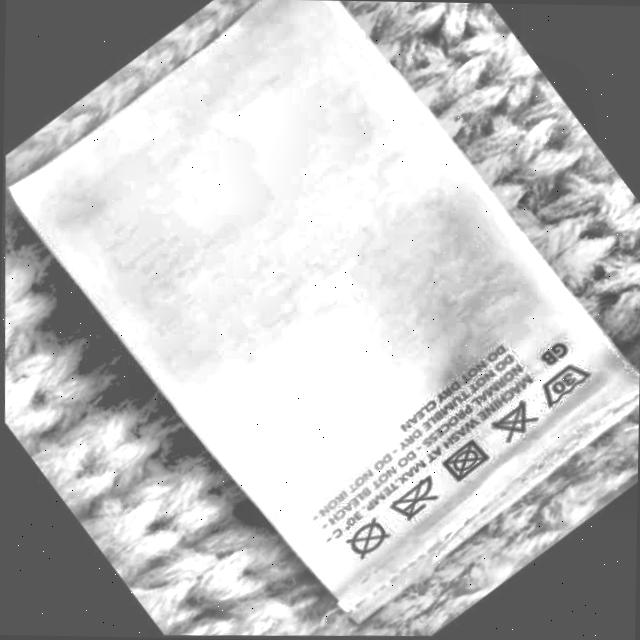 30
GB
MACHINE WASH AT MAX.TEMP. 30º C -
NORMAL PROCESS - DO NOT BLEACH -
DO NOT TUMBLE DRY - DO NOT IRON -
DO NOT DRY CLEAN